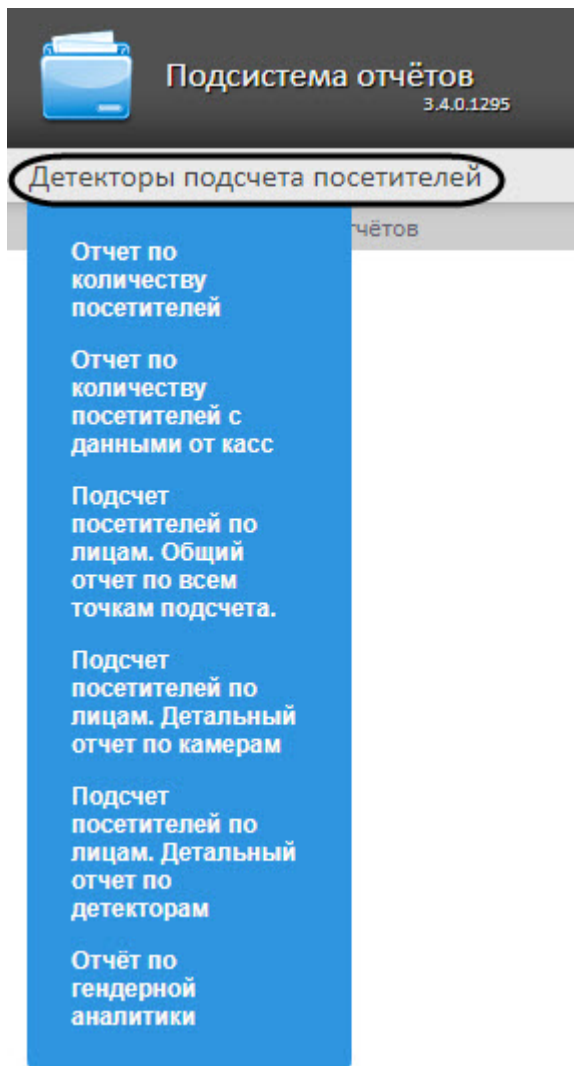 Подсистема отчётов
3.4.0.1295
Детекторы подсчета посетителей
чётов
Отчет по
количеству
посетителей
Отчет по
количеству
посетителей с
данными от касс
Подсчет
посетителей по
лицам. Общий
отчет по всем
точкам подсчета.
Подсчет
посетителей по
лицам. Детальный
отчет по камерам
Подсчет
посетителей по
лицам. Детальный
отчет по
детекторам
Отчёт по
гендерной
аналитики